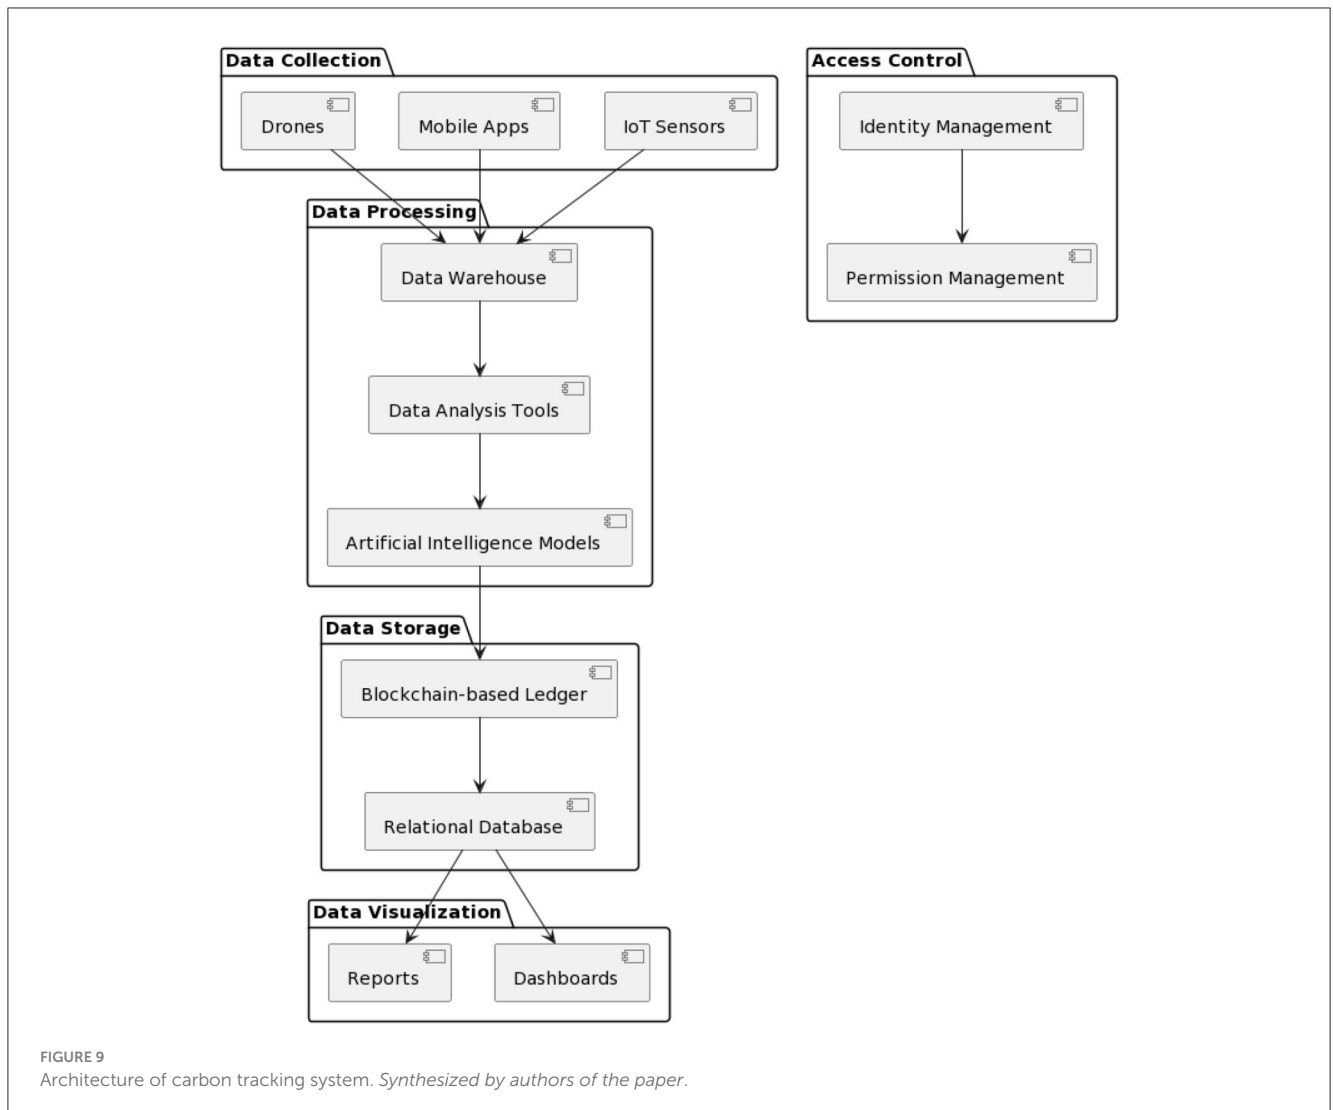 Data Collection
Drones
Mobile Apps
IoT Sensors
Access Control
Identity Management
Permission Management
Data Processing
Data Warehouse
Data Analysis Tools
Artificial Intelligence Models
Data Storage
Blockchain-based Ledger
Relational Database
Data Visualization
Reports
Dashboards
FIGURE 9
Architecture of carbon tracking system. Synthesized by authors of the paper.